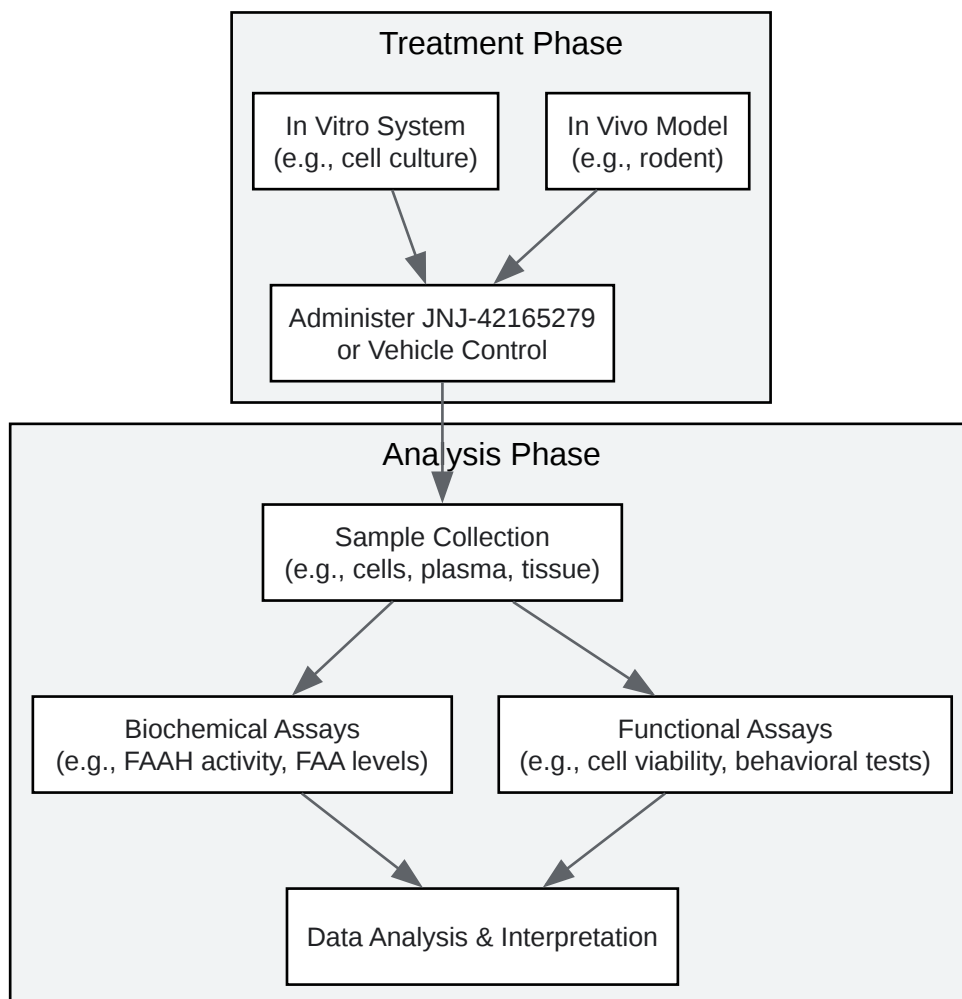 Treatment Phase
In Vitro System
(e.g., cell culture)
In Vivo Model
(e.g., rodent)
Administer JNJ-42165279
or Vehicle Control
Analysis Phase
Sample Collection
(e.g., cells, plasma, tissue)
Biochemical Assays
(e.g., FAAH activity, FAA levels)
Functional Assays
(e.g., cell viability, behavioral tests)
Data Analysis & Interpretation